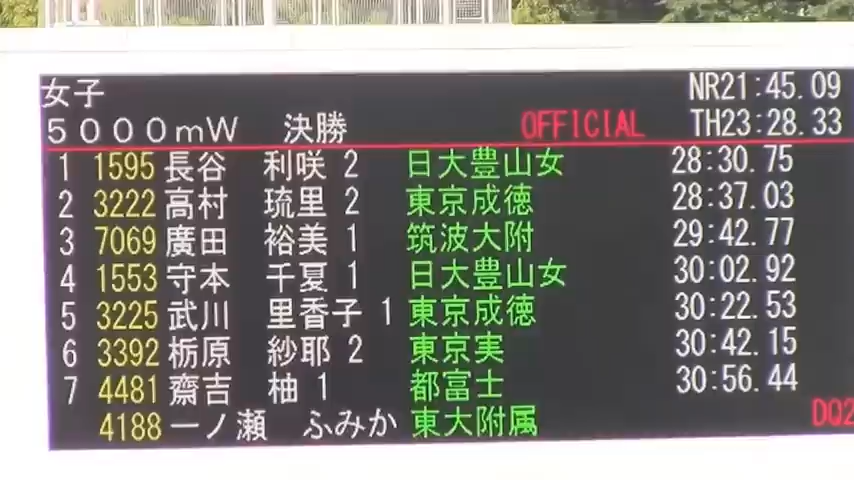 女子 NR21:45.09
5000mW 決勝 OFFICIAL TH23:28.33
1 1595 長谷 利咲 2 日大豊山女 28:30.75
2 3222 高村 琉里 2 東京成徳 28:37.03
3 7069 廣田 裕美 1 筑波大附 29:42.77
4 1553 守本 千夏 1 日大豊山女 30:02.92
5 3225 武川 里香子 1 東京成徳 30:22.53
6 3392 栃原 紗耶 2 東京実 30:42.15
7 4481 齋吉 柚 1 都富士 30:56.44
4188 一ノ瀬 ふみか 東大附属 DQ2